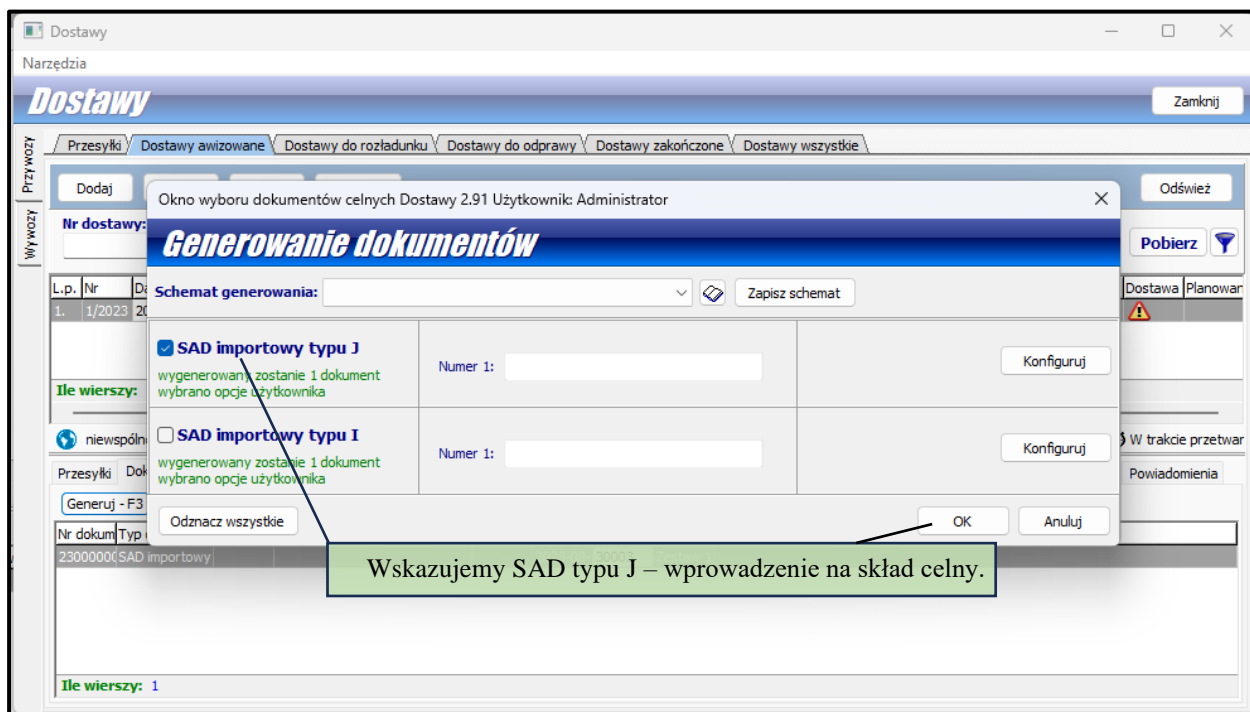 Dostawy
Narzędzia
Dostawy
Zamknij
Przywozy
Wywozy
Przesyłki Dostawy awizowane Dostawy do rozładunku Dostawy do odprawy Dostawy zakończone Dostawy wszystkie
Dodaj
Odśwież
Nr dostawy:
Pobierz
L.p. Nr
Dostawa Planowan
1. 1/2023 20
Ile wierszy:
niewspóln
W trakcie przetwar
Przesyłki Dok
Powiadomienia
Generuj - F3
Nr dokum Typ
23000000 SAD importowy
30003
Ile wierszy: 1
Okno wyboru dokumentów celnych Dostawy 2.91 Użytkownik: Administrator
Generowanie dokumentów
Schemat generowania:
Zapisz schemat
SAD importowy typu J
wygenerowany zostanie 1 dokument
wybrano opcje użytkownika
Numer 1:
Konfiguruj
SAD importowy typu I
wygenerowany zostanie 1 dokument
wybrano opcje użytkownika
Numer 1:
Konfiguruj
Odznacz wszystkie
OK
Anuluj
Wskazujemy SAD typu J – wprowadzenie na skład celny.